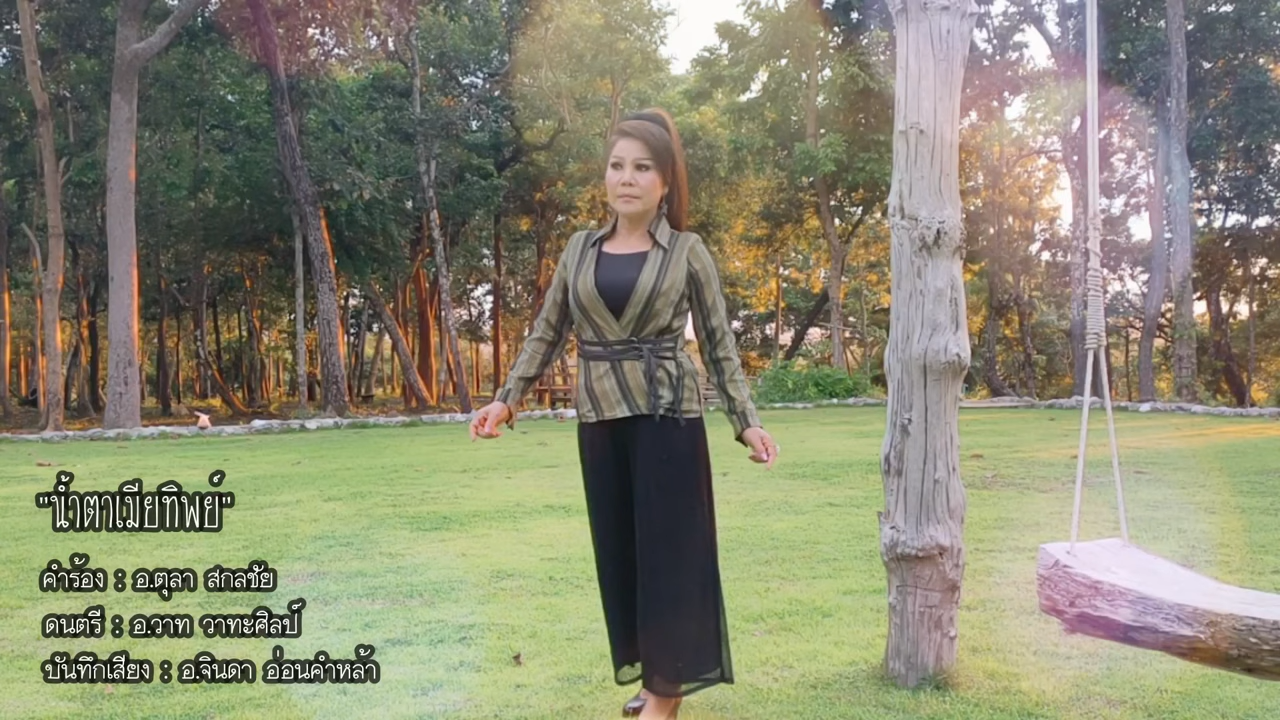 "น้ำตาเมียทิพย์"
คำร้อง : อ.ตุลา สกลชัย
ดนตรี : อ.วาท วาทะศิลป์
บันทึกเสียง : อ.จินดา อ่อนคำหล้า